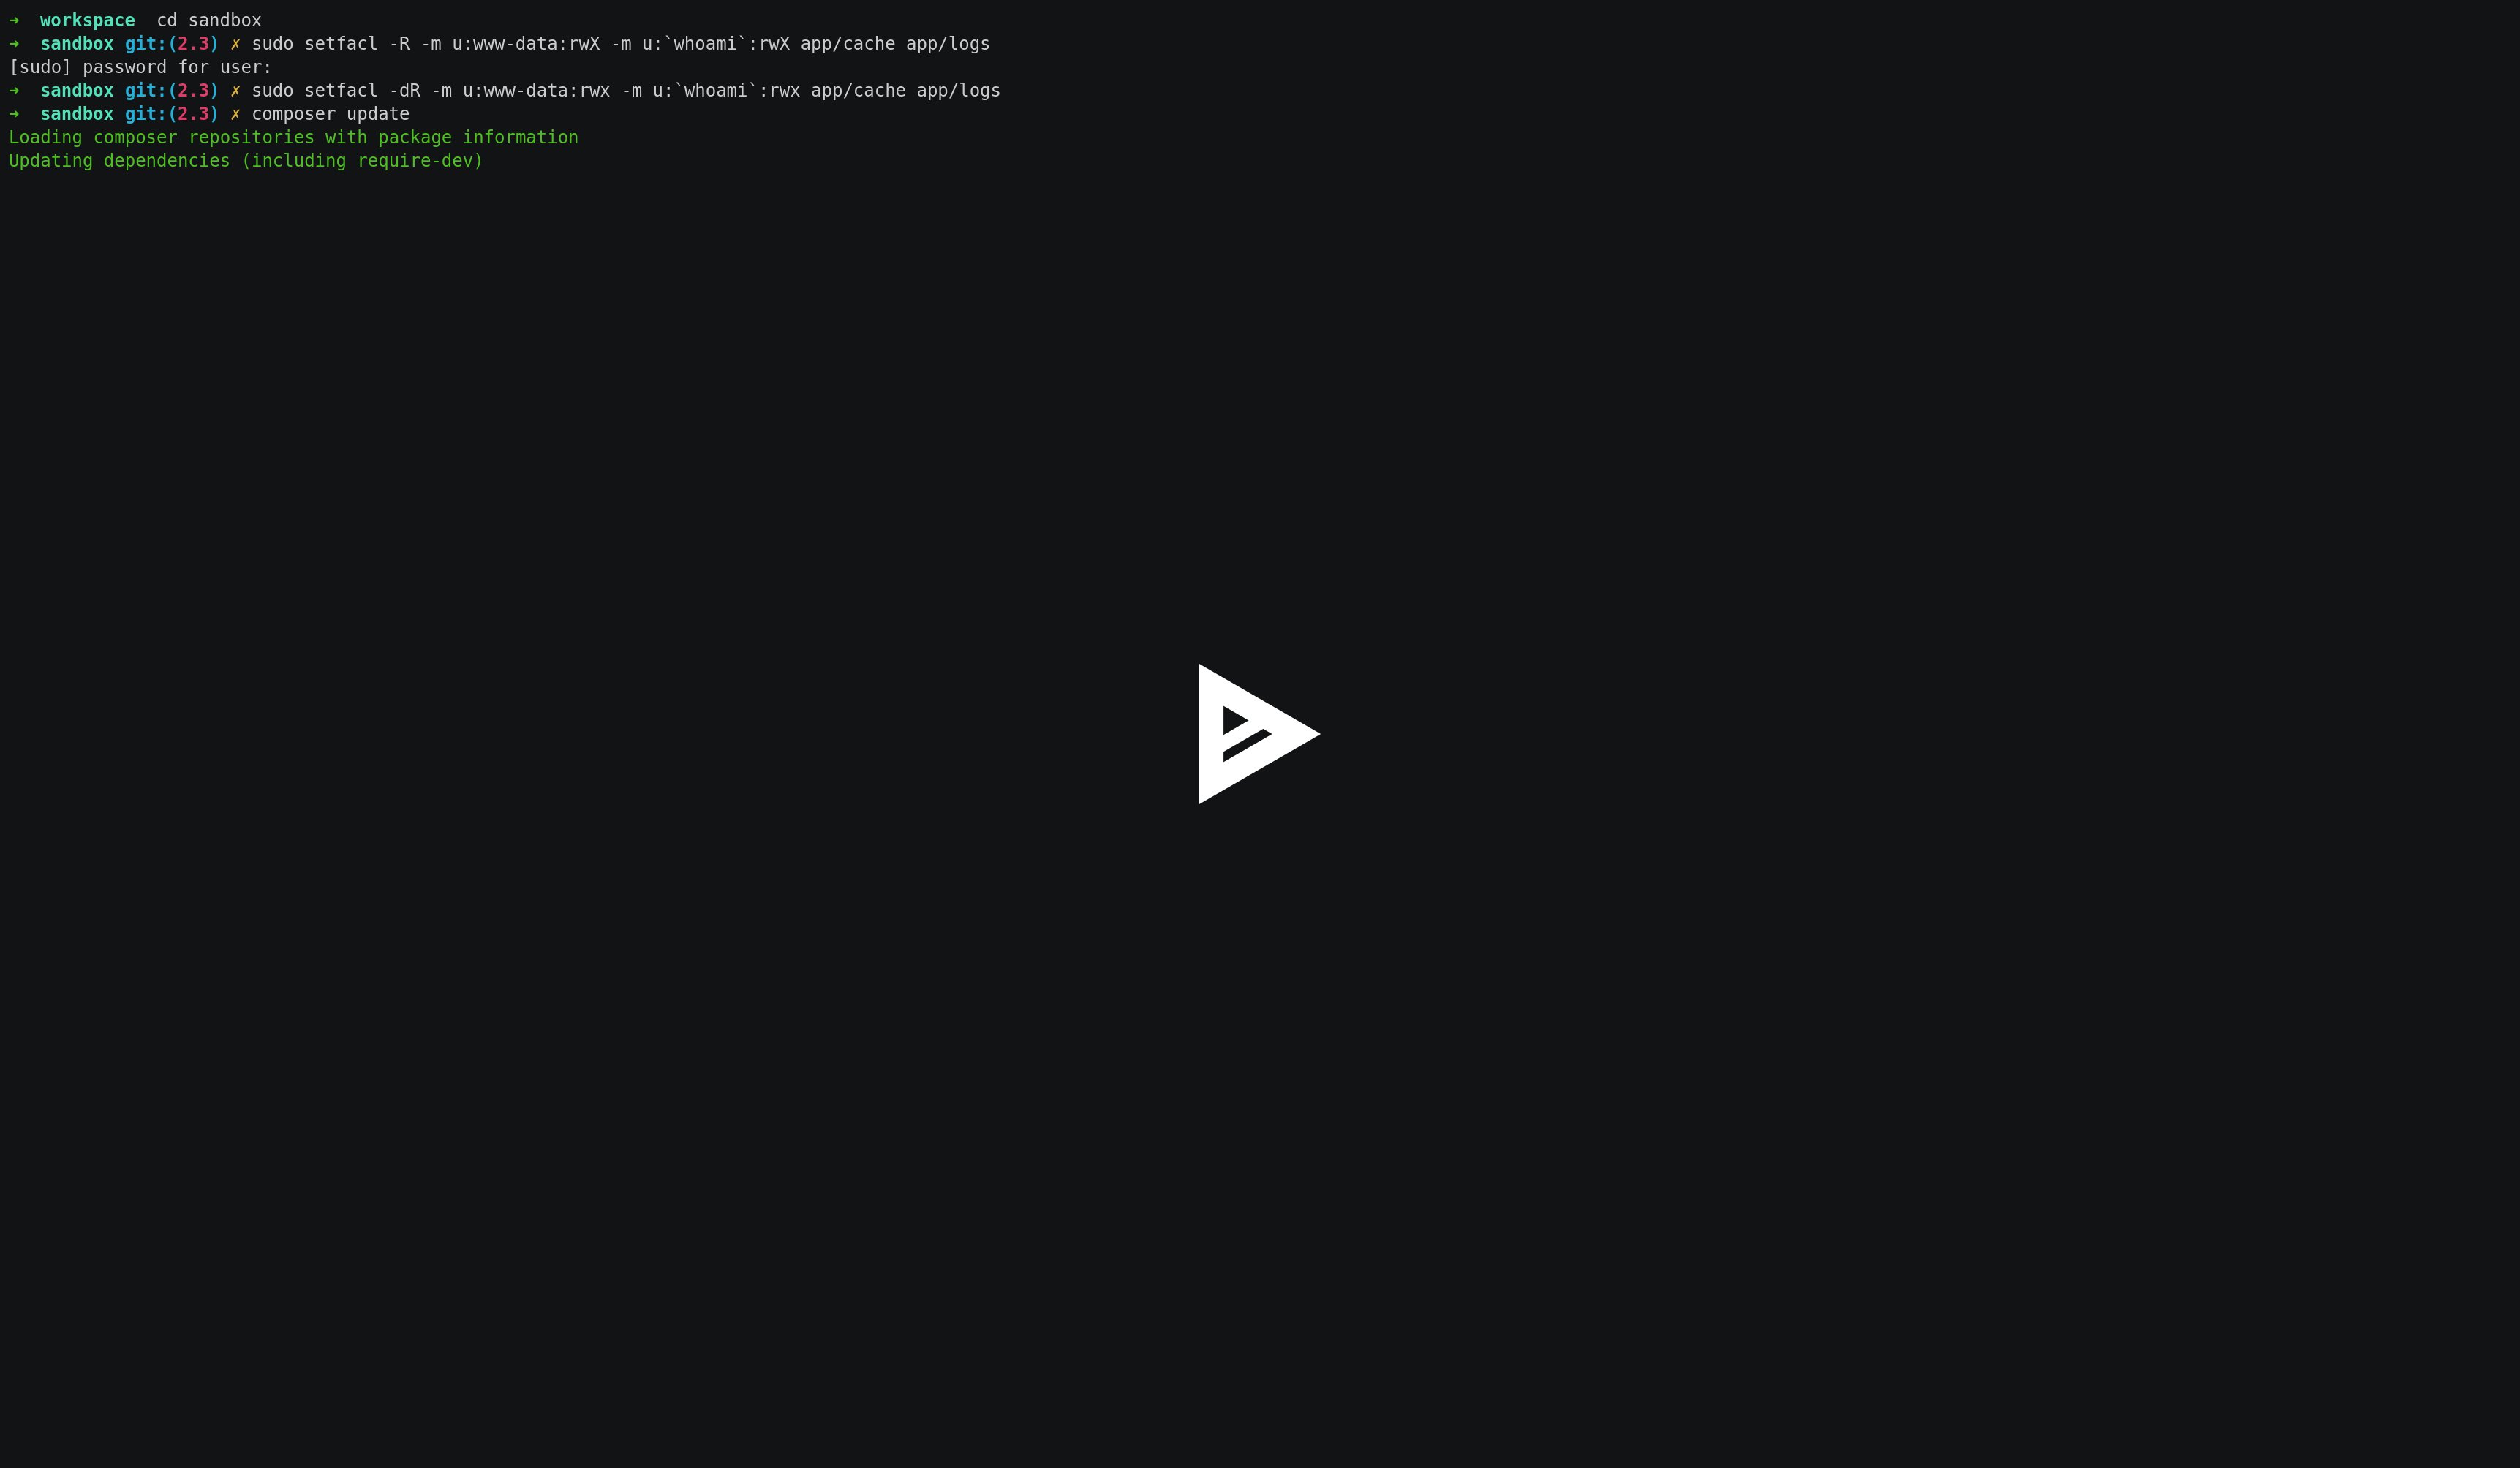 ➜  workspace  cd sandbox
➜  sandbox git:(2.3) ✗ sudo setfacl -R -m u:www-data:rwX -m u:`whoami`:rwX app/cache app/logs
[sudo] password for user:
➜  sandbox git:(2.3) ✗ sudo setfacl -dR -m u:www-data:rwx -m u:`whoami`:rwx app/cache app/logs
➜  sandbox git:(2.3) ✗ composer update
Loading composer repositories with package information
Updating dependencies (including require-dev)